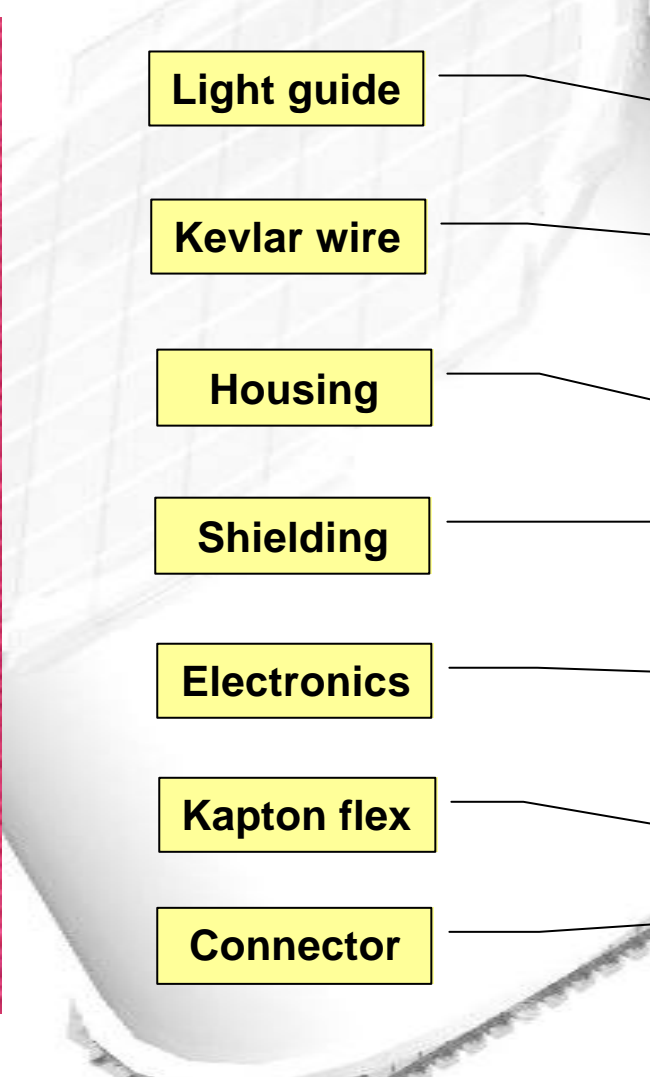 Light guide
Kevlar wire
Housing
Shielding
Electronics
Kapton flex
Connector